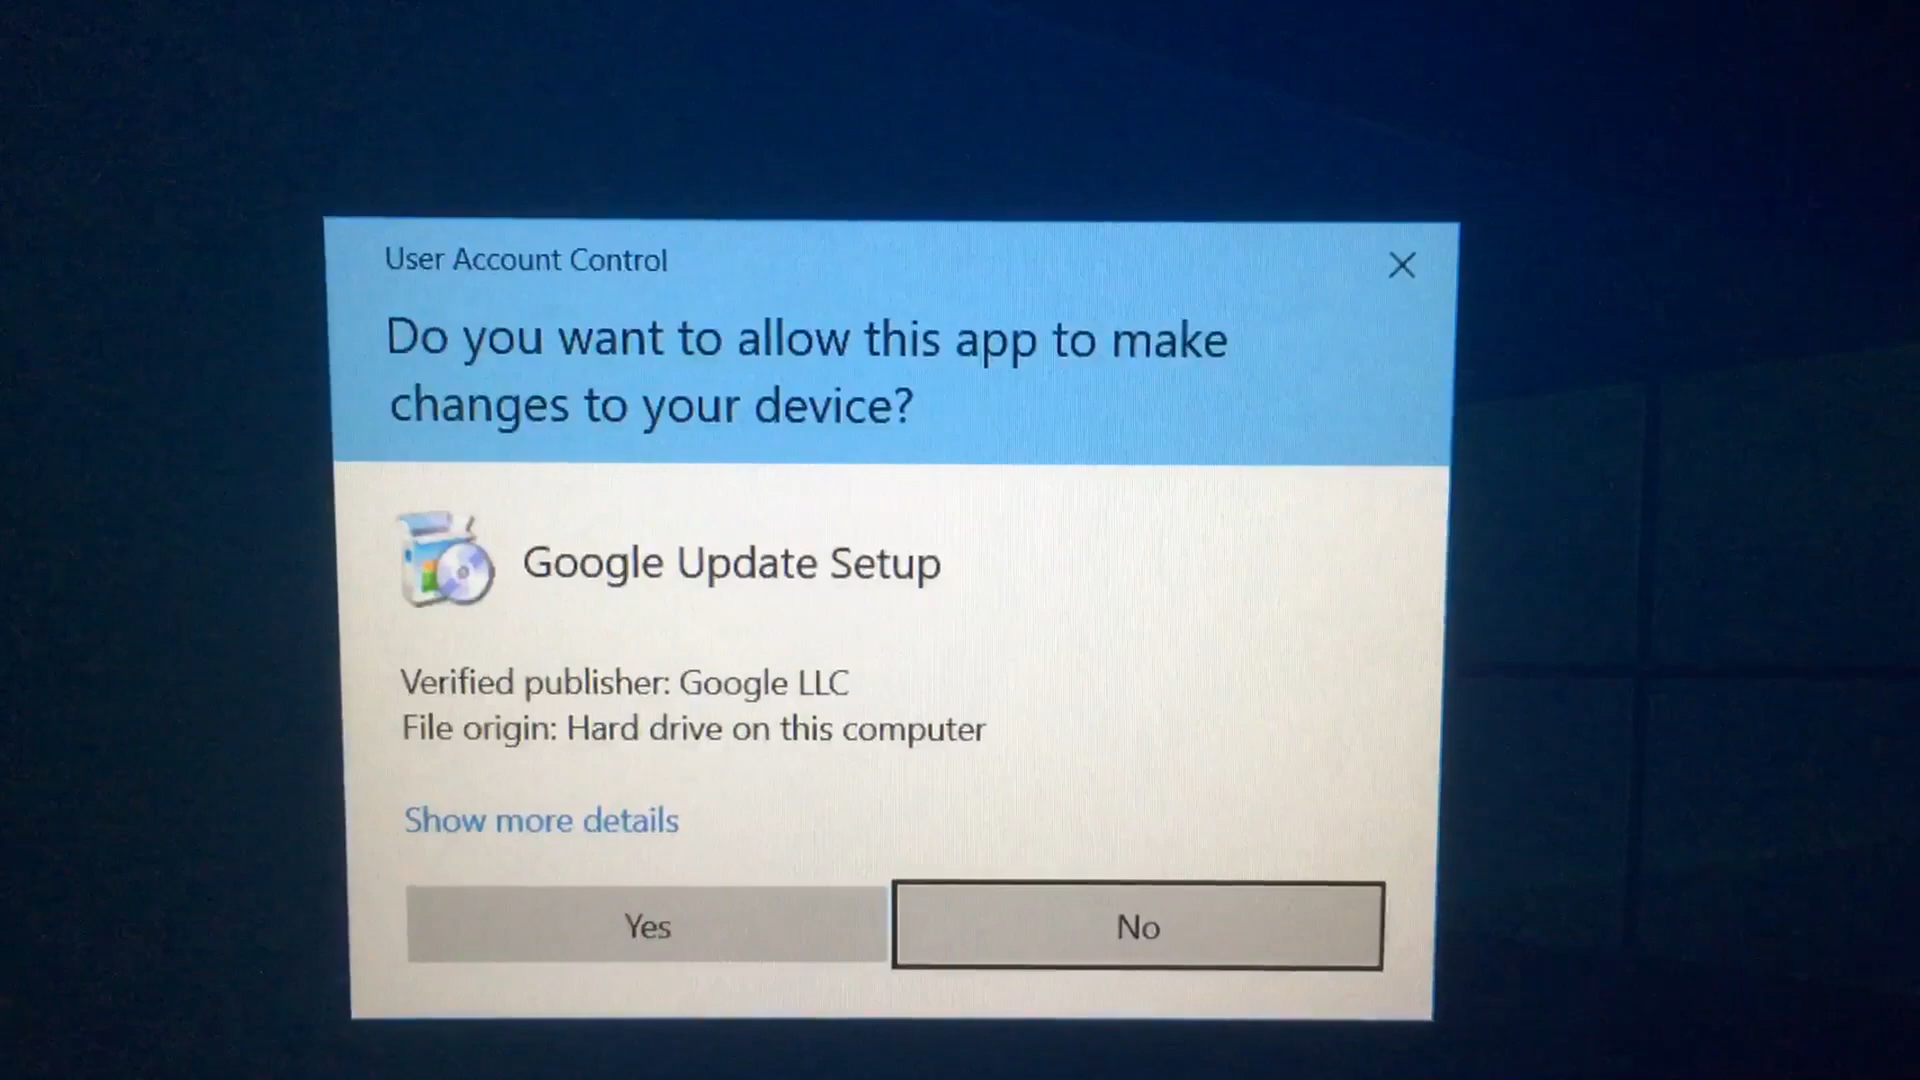 User Account Control
Do you want to allow this app to make
changes to your device?
Google Update Setup
Verified publisher: Google LLC
File origin: Hard drive on this computer
Show more details
Yes
No